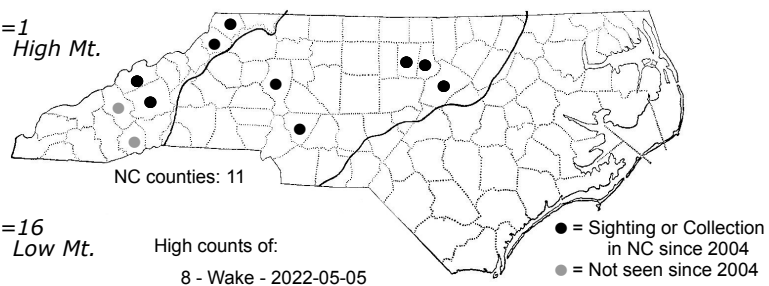 =1
High Mt.
NC counties: 11
=16
Low Mt.
High counts of:
8 - Wake - 2022-05-05
= Sighting or Collection
in NC since 2004
= Not seen since 2004